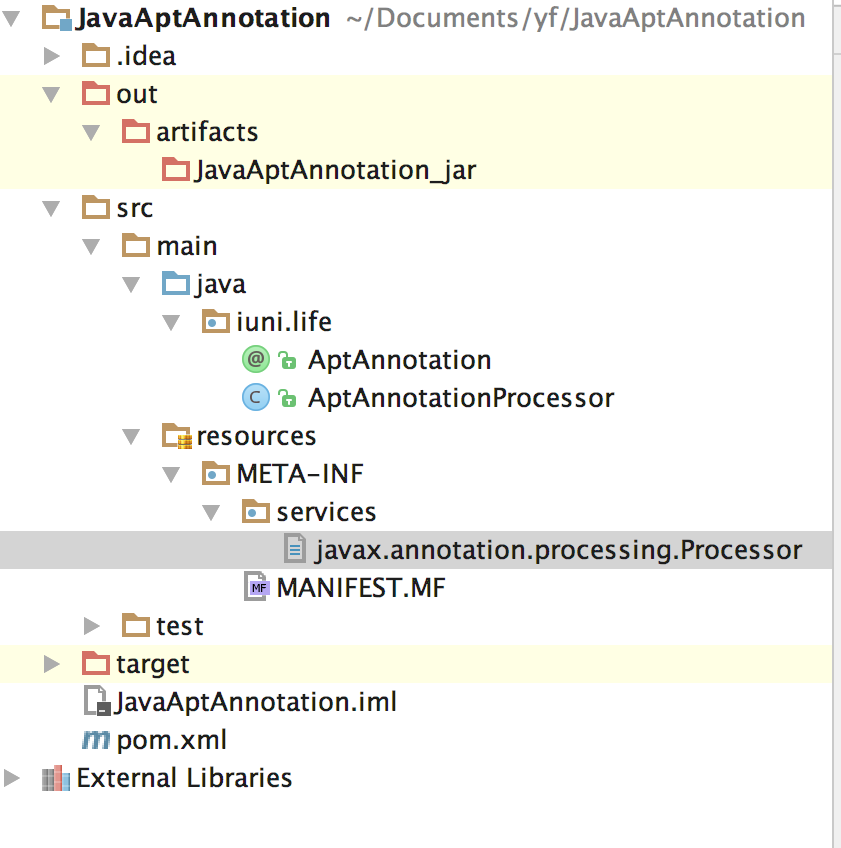 JavaAptAnnotation ~/Documents/yf/JavaAptAnnotation
.idea
out
artifacts
JavaAptAnnotation_jar
src
main
java
iuni.life
@ AptAnnotation
C AptAnnotationProcessor
resources
META-INF
services
javax.annotation.processing.Processor
MF MANIFEST.MF
test
target
JavaAptAnnotation.iml
m pom.xml
External Libraries